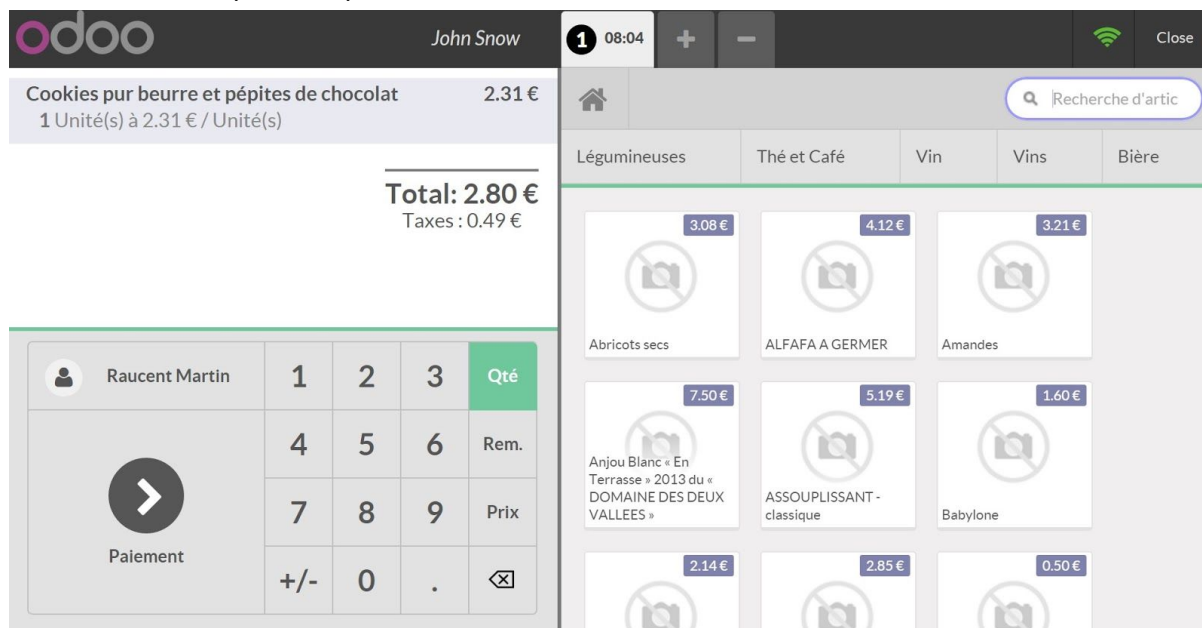 odoo
John Snow
1 08:04
Close
Cookies pur beurre et pépites de chocolat 2.31 €
1 Unité(s) à 2.31 € / Unité(s)
Total: 2.80 €
Taxes : 0.49 €
Raucent Martin
1 2 3 Qté
4 5 6 Rem.
7 8 9 Prix
+/- 0 .
Paiement
Recherche d'artic
Légumineuses Thé et Café Vin Vins Bière
3.08 € 4.12 € 3.21 €
Abricots secs ALFAFA A GERMER Amandes
7.50 € 5.19 € 1.60 €
Anjou Blanc « En
Terrasse » 2013 du «
DOMAINE DES DEUX
VALLEES »
ASSOUPLISSANT -
classique
Babylone
2.14 € 2.85 € 0.50 €